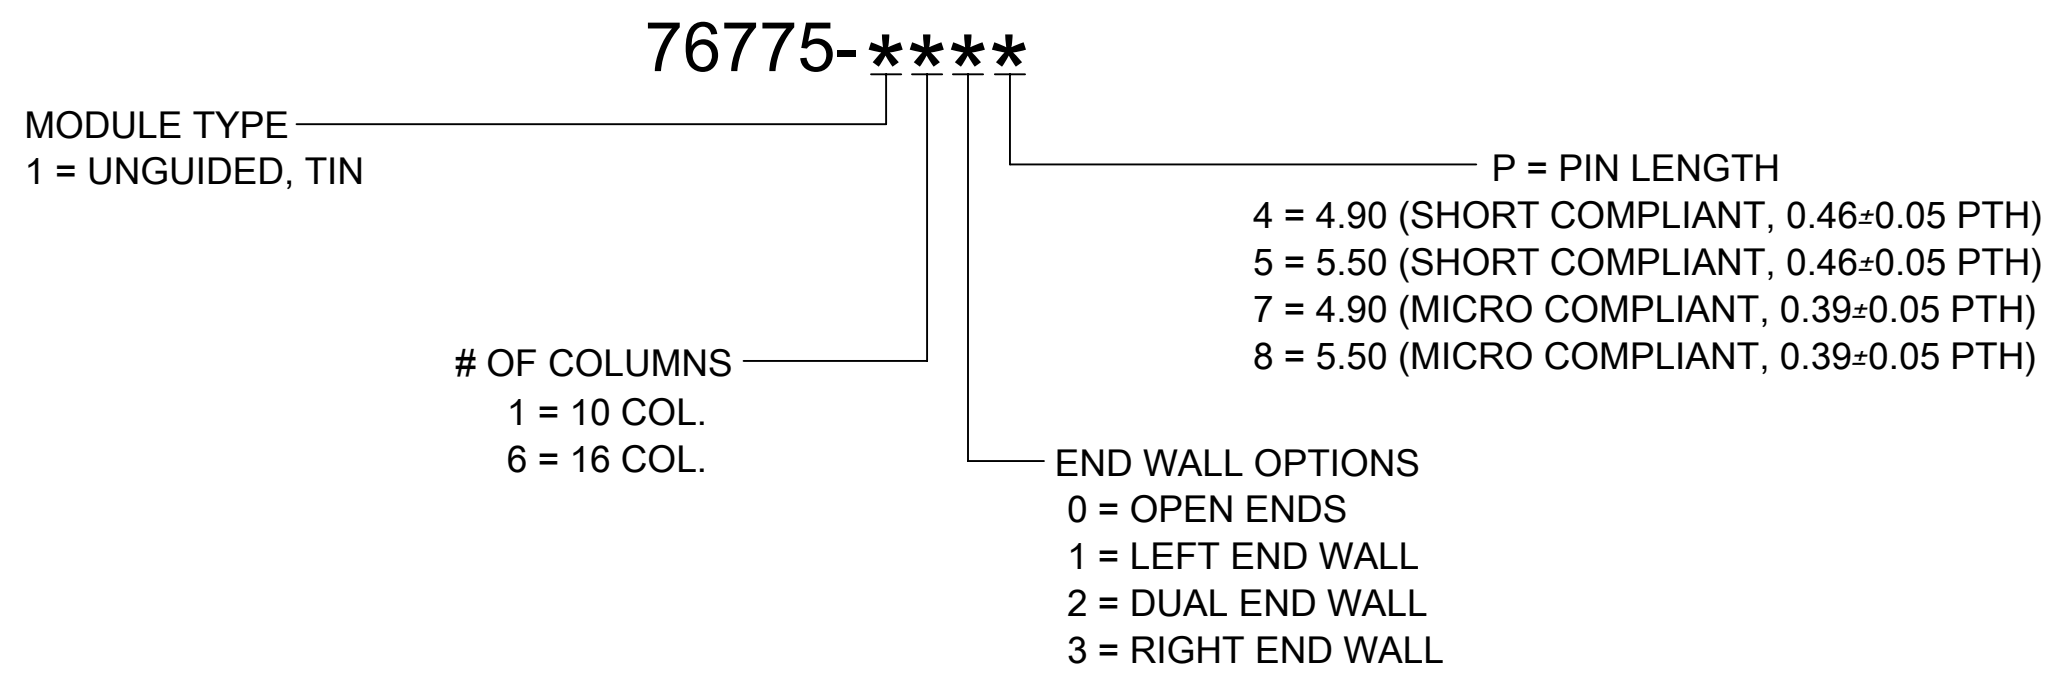 76775-****
MODULE TYPE
1 = UNGUIDED, TIN
P = PIN LENGTH
4 = 4.90 (SHORT COMPLIANT, 0.46±0.05 PTH)
5 = 5.50 (SHORT COMPLIANT, 0.46±0.05 PTH)
7 = 4.90 (MICRO COMPLIANT, 0.39±0.05 PTH)
8 = 5.50 (MICRO COMPLIANT, 0.39±0.05 PTH)
# OF COLUMNS
1 = 10 COL.
6 = 16 COL.
END WALL OPTIONS
0 = OPEN ENDS
1 = LEFT END WALL
2 = DUAL END WALL
3 = RIGHT END WALL